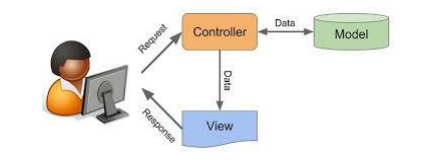 Request
Controller
Data
Model
Data
Response
View